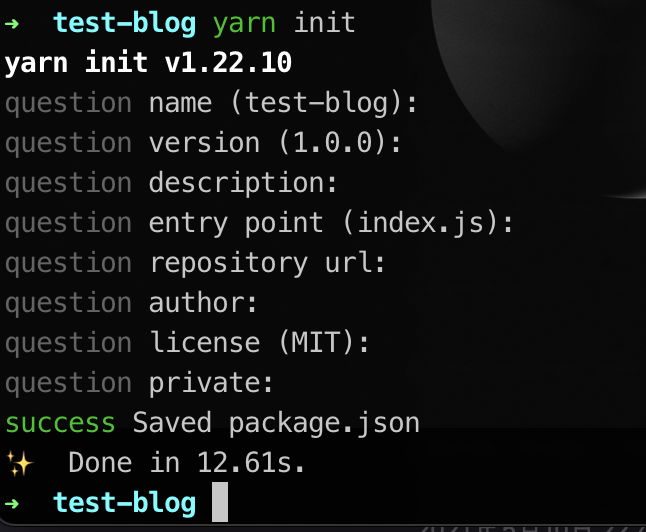 ➜ test-blog yarn init
yarn init v1.22.10
question name (test-blog):
question version (1.0.0):
question description:
question entry point (index.js):
question repository url:
question author:
question license (MIT):
question private:
success Saved package.json
✨ Done in 12.61s.
➜ test-blog